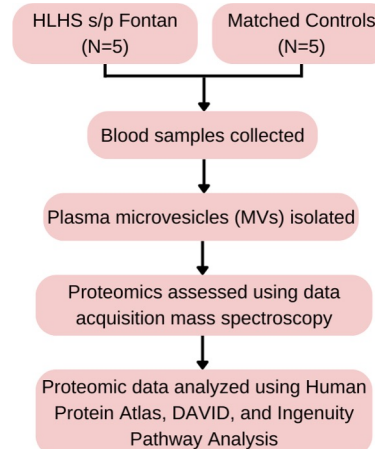 HLHS s/p Fontan
(N=5)
Matched Controls
(N=5)
Blood samples collected
Plasma microvesicles (MVs) isolated
Proteomics assessed using data
acquisition mass spectroscopy
Proteomic data analyzed using Human
Protein Atlas, DAVID, and Ingenuity
Pathway Analysis